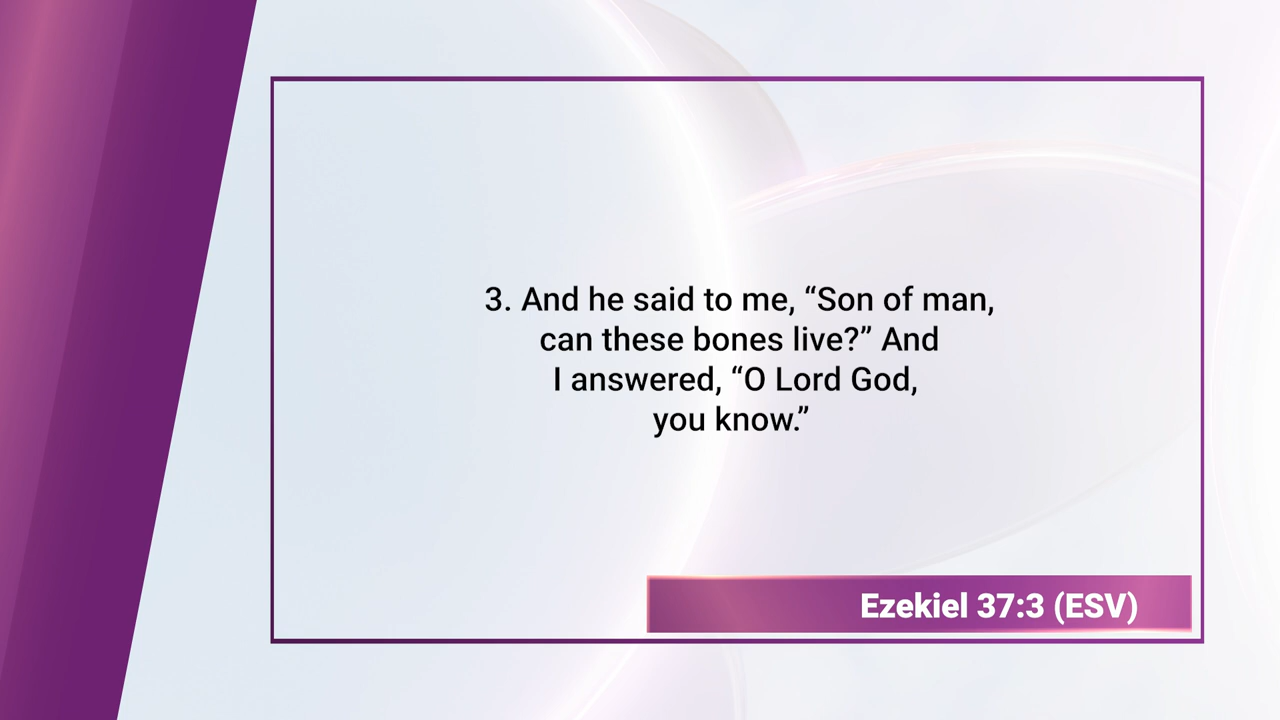 3. And he said to me, “Son of man,
can these bones live?” And
I answered, “O Lord God,
you know.”
Ezekiel 37:3 (ESV)